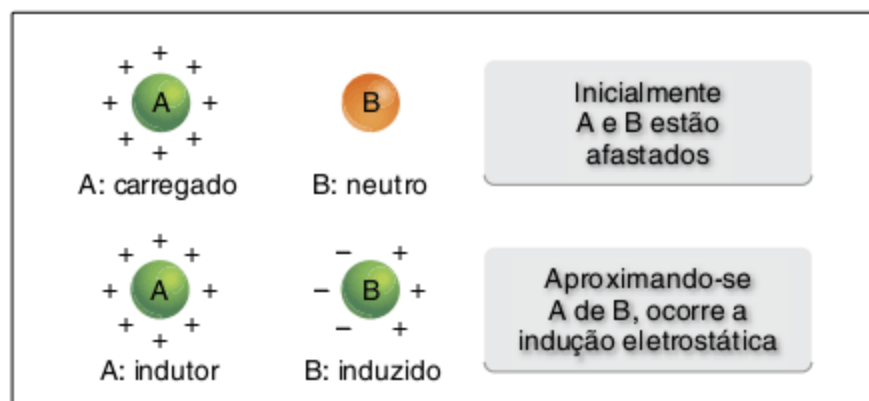 A
B
Inicialmente
A e B estão
afastados
A: carregado
B: neutro
A
B
Aproximando-se
A de B, ocorre a
indução eletrostática
A: indutor
B: induzido